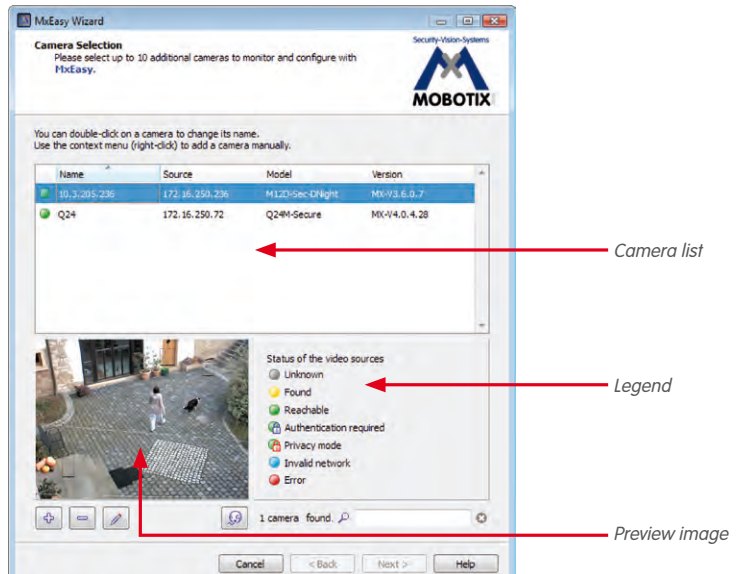 MxEasy Wizard
Camera Selection
Please select up to 10 additional cameras to monitor and configure with
MxEasy.
Security-Vision-Systems
MOBOTIX
You can double-click on a camera to change its name.
Use the context menu (right-click) to add a camera manually.
Name Source Model Version
10.3.205.236 172.16.250.236 M12D-Sec-DNight MX-V3.6.0.7
Q24 172.16.250.72 Q24M-Secure MX-V4.0.4.28
Camera list
Status of the video sources
Unknown
Found
Reachable
Authentication required
Privacy mode
Invalid network
Error
Legend
1 camera found.
Preview image
Cancel < Back Next > Help